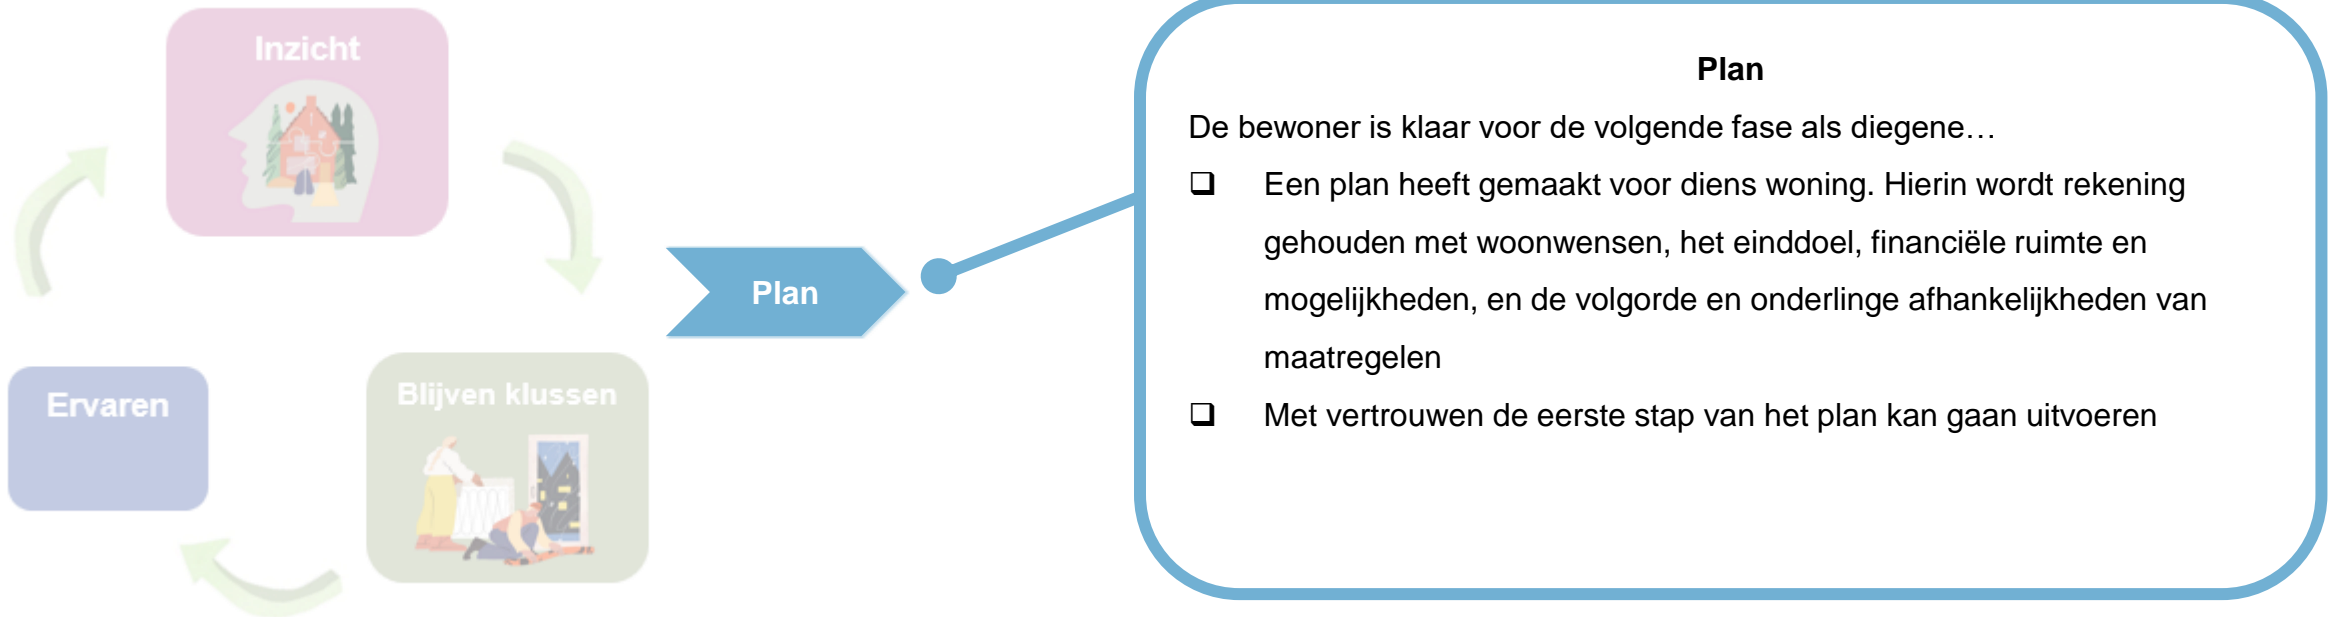 Inzicht
Ervaren
Blijven klussen
Plan
Plan
De bewoner is klaar voor de volgende fase als diegene…
❑ Een plan heeft gemaakt voor diens woning. Hierin wordt rekening
gehouden met woonwensen, het einddoel, financiële ruimte en
mogelijkheden, en de volgorde en onderlinge afhankelijkheden van
maatregelen
❑ Met vertrouwen de eerste stap van het plan kan gaan uitvoeren